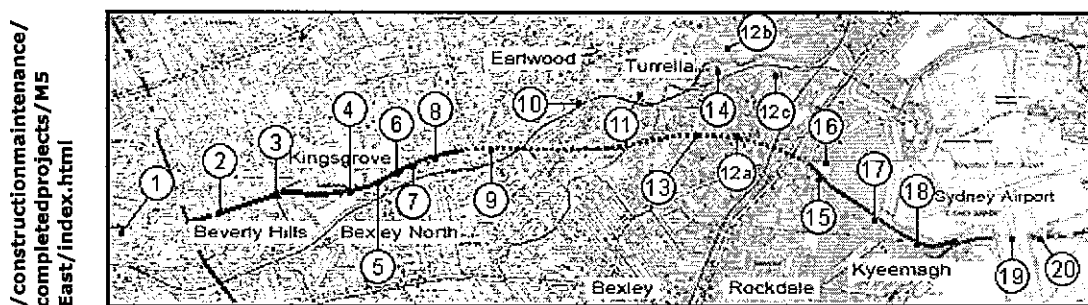 /constructionmaintenance/
completedprojects/M5
East/index.html
12b
Earlwood
Turrella
4
6
8
10
14
12c
3
11
16
2
Kingsgrove
1
17
18
Sydney Airport
7
9
13
12a
15
Beverly Hills
Bexley North
5
Kyeemagh
Bexley
Rockdale
19
20